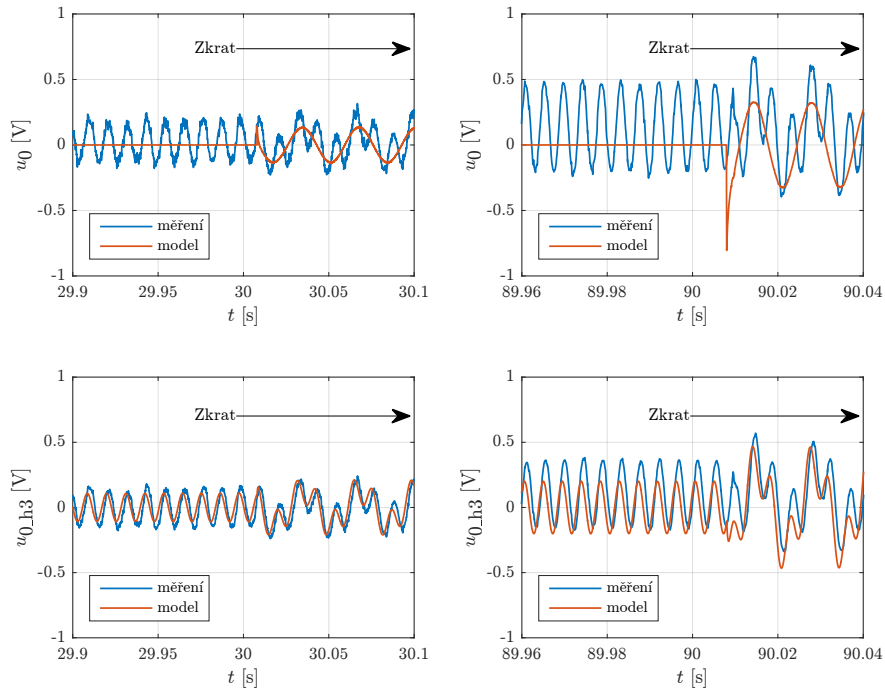 1
0.5
0
-0.5
-1
u0 [V]
Zkrat
měření
model
29.9 29.95 30 30.05 30.1
t [s]
1
0.5
0
-0.5
-1
u0 [V]
Zkrat
měření
model
89.96 89.98 90 90.02 90.04
t [s]
1
0.5
0
-0.5
-1
u0_h3 [V]
Zkrat
měření
model
29.9 29.95 30 30.05 30.1
t [s]
1
0.5
0
-0.5
-1
u0_h3 [V]
Zkrat
měření
model
89.96 89.98 90 90.02 90.04
t [s]